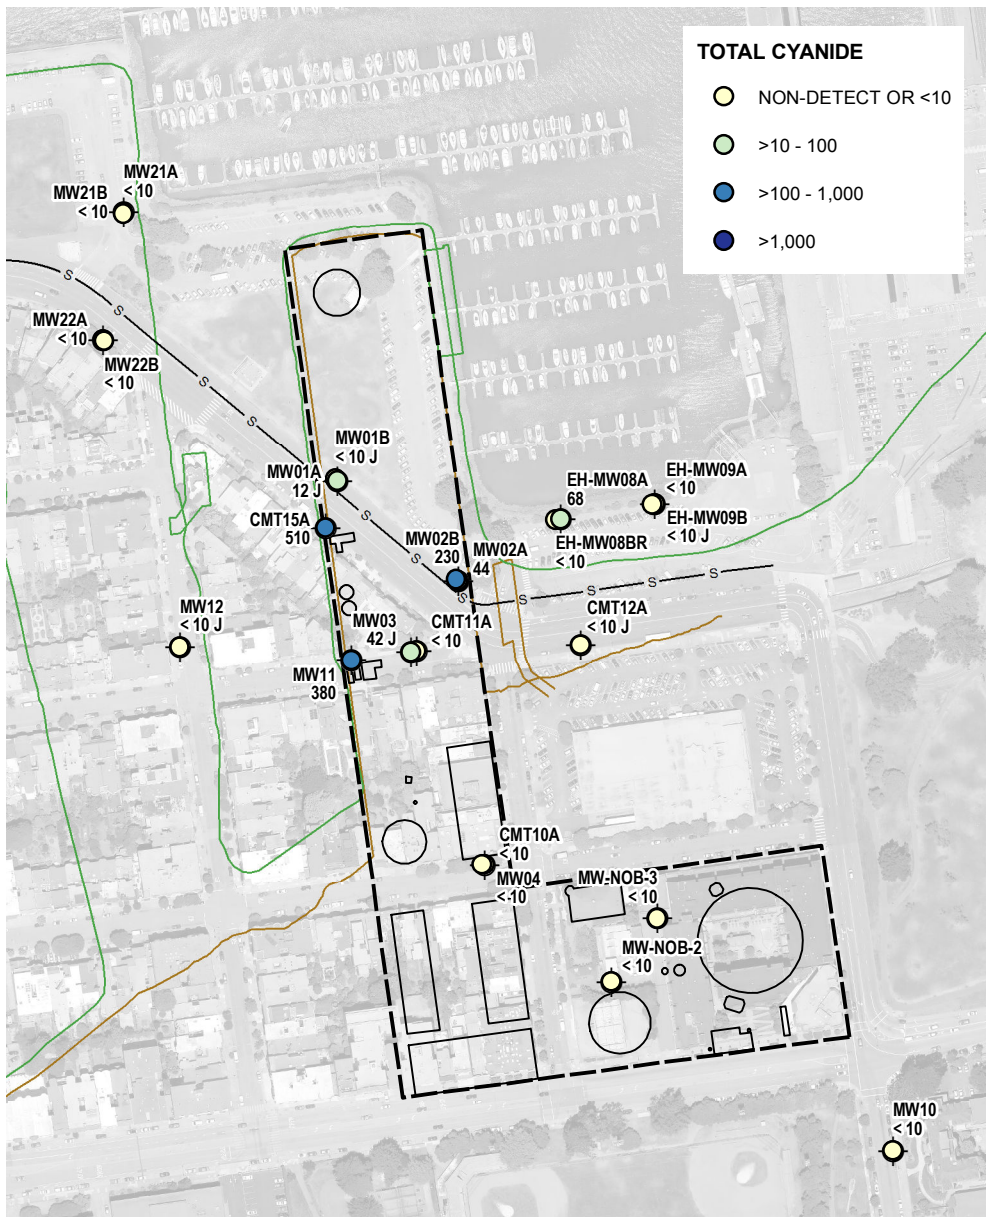 TOTAL CYANIDE
NON-DETECT OR <10
>10 - 100
>100 - 1,000
>1,000
MW21A
< 10
MW21B
< 10
S
MW22A
< 10
MW22B
< 10
S
S
MW01B
< 10 J
MW01A
12 J
S
CMT15A
510
S
MW02B
230
MW02A
44
S
EH-MW08A
68
EH-MW08BR
< 10
EH-MW09A
< 10
EH-MW09B
< 10 J
S
S
S
S
MW12
< 10 J
MW03
42 J
CMT11A
< 10
CMT12A
< 10 J
MW11
380
CMT10A
< 10
MW04
< 10
MW-NOB-3
< 10
MW-NOB-2
< 10
MW10
< 10